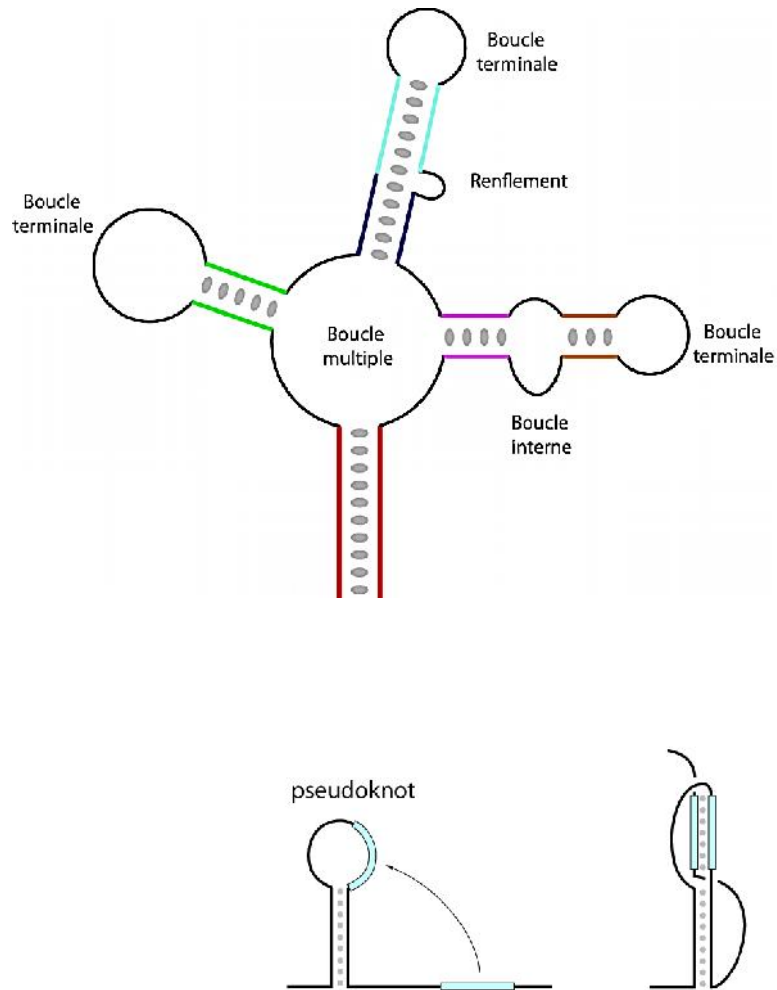 Boucle
terminale
Renflement
Boucle
terminale
Boucle
multiple
Boucle
terminale
Boucle
interne
pseudoknot